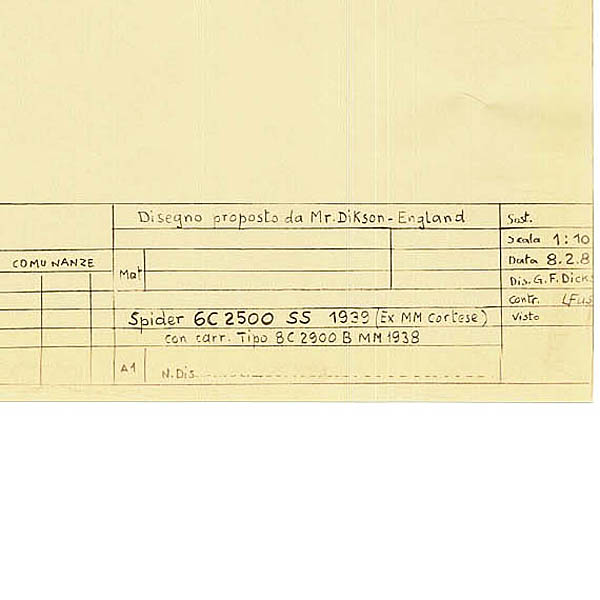 Disegno proposto da Mr. Dikson - England
Sost.
Scala 1:10
COMUNANZE
Mat
Data 8.2.8
Dis. G.F. Dicks
Contr. LFus
Spider 6C 2500 SS 1939 (Ex MM Cortese)
Visto
con carr. Tipo 8C 2900 B MM 1938
A1
N. Dis.